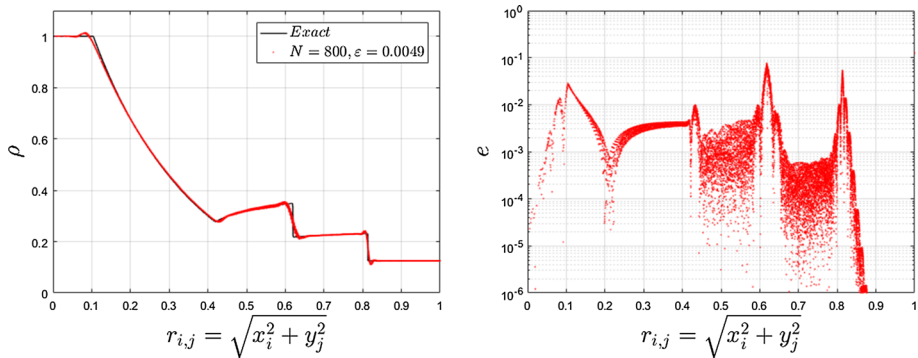 1
0.8
0.6
0.4
0.2
0
ρ
Exact
N = 800, ε = 0.0049
0 0.1 0.2 0.3 0.4 0.5 0.6 0.7 0.8 0.9 1
r_{i,j} = √(x_i^2 + y_j^2)
10^0
10^{-1}
10^{-2}
10^{-3}
10^{-4}
10^{-5}
10^{-6}
e
0 0.1 0.2 0.3 0.4 0.5 0.6 0.7 0.8 0.9 1
r_{i,j} = √(x_i^2 + y_j^2)